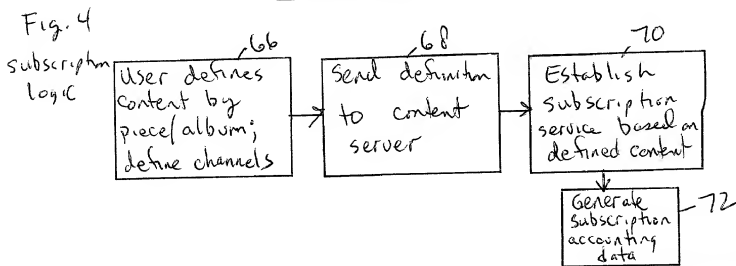 Fig. 4
subscription
logic
66
User defines
content by
piece/album;
define channels
68
Send definition
to content
server
70
Establish
subscription
service based on
defined content
72
Generate
subscription
accounting
data